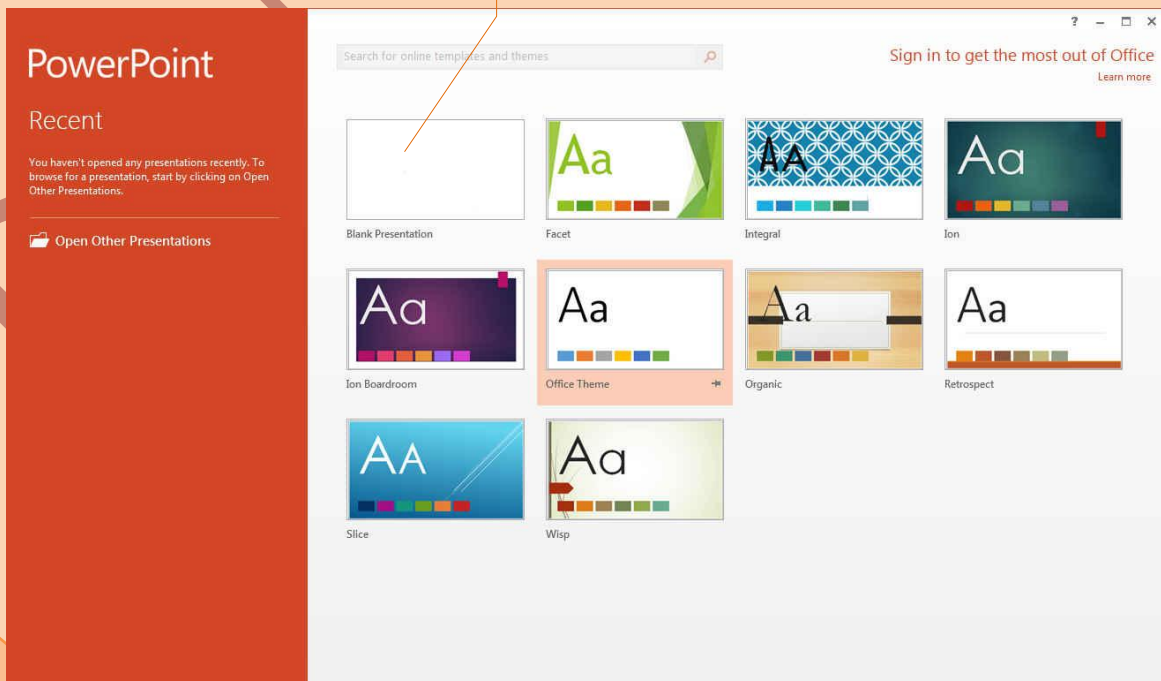 ? 
PowerPoint
Search for online templates and themes
Sign in to get the most out of Office
Learn more
Recent
You haven't opened any presentations recently. To
browse for a presentation, start by clicking on Open
Other Presentations.
Open Other Presentations
Aa
Aa
Aa
Blank Presentation
Facet
Integral
Ion
Aa
Aa
Aa
Aa
Ion Boardroom
Office Theme
Organic
Retrospect
AA
Aa
Slice
Wisp